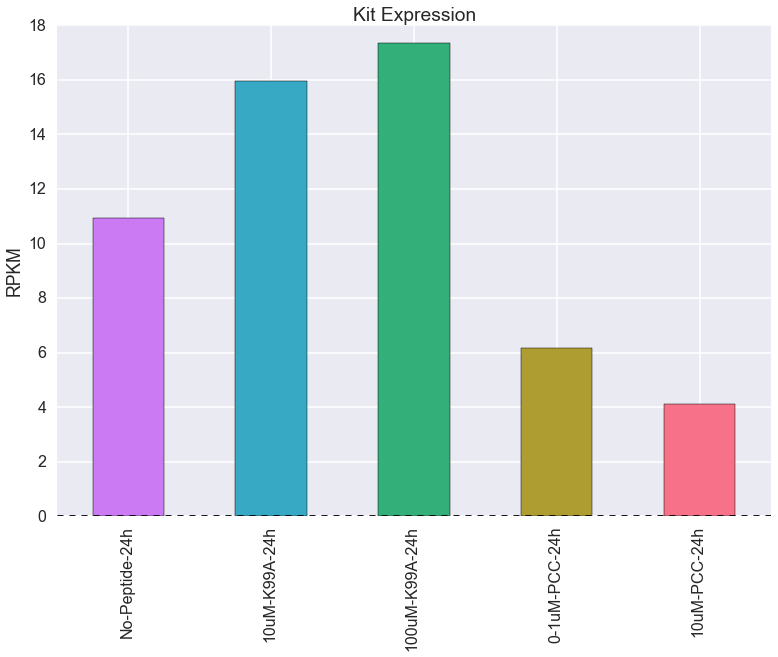 Kit Expression
RPKM
18
16
14
12
10
8
6
4
2
0
No-Peptide-24h
10uM-K99A-24h
100uM-K99A-24h
0-1uM-PCC-24h
10uM-PCC-24h